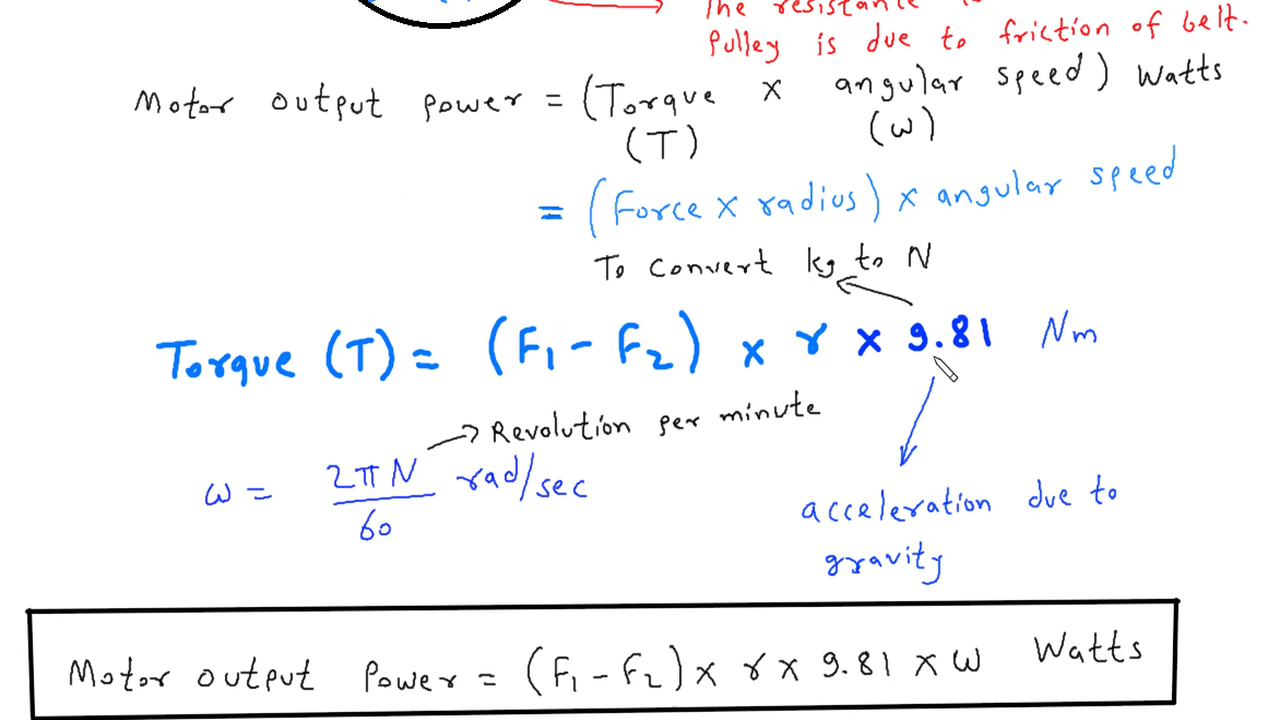 The resistance
Pulley is due to friction of belt.
Motor output power = (Torque x angular speed) Watts
(T) (ω)
= (Force x radius) x angular speed
To convert kg to N
Torque (T) = (F₁ - F₂) x r x 9.81 Nm
Revolution per minute
ω = 2πN/60 rad/sec
acceleration due to
gravity
Motor output Power = (F₁ - F₂) x r x 9.81 x ω Watts